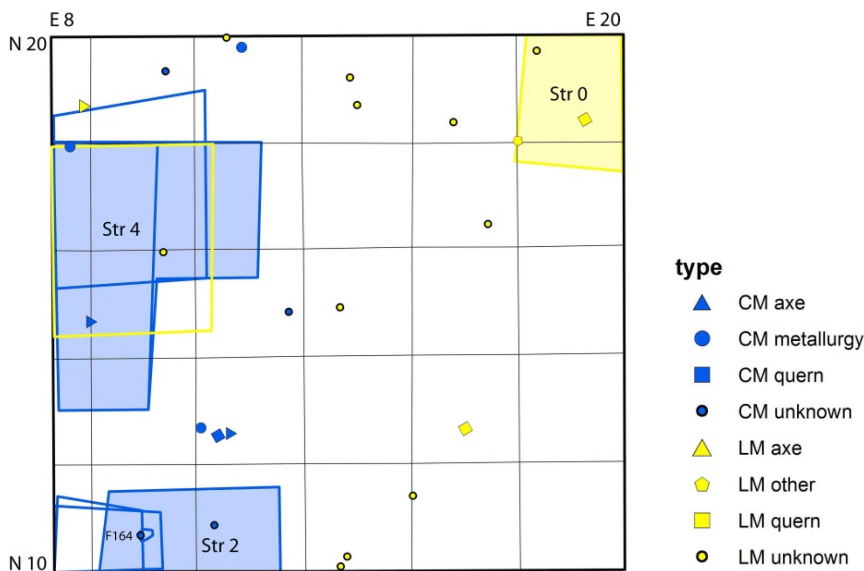 E 8
E 20
N 20
Str 0
Str 4
type
CM axe
CM metallurgy
CM quern
CM unknown
LM axe
LM other
LM quern
LM unknown
F164
Str 2
N 10